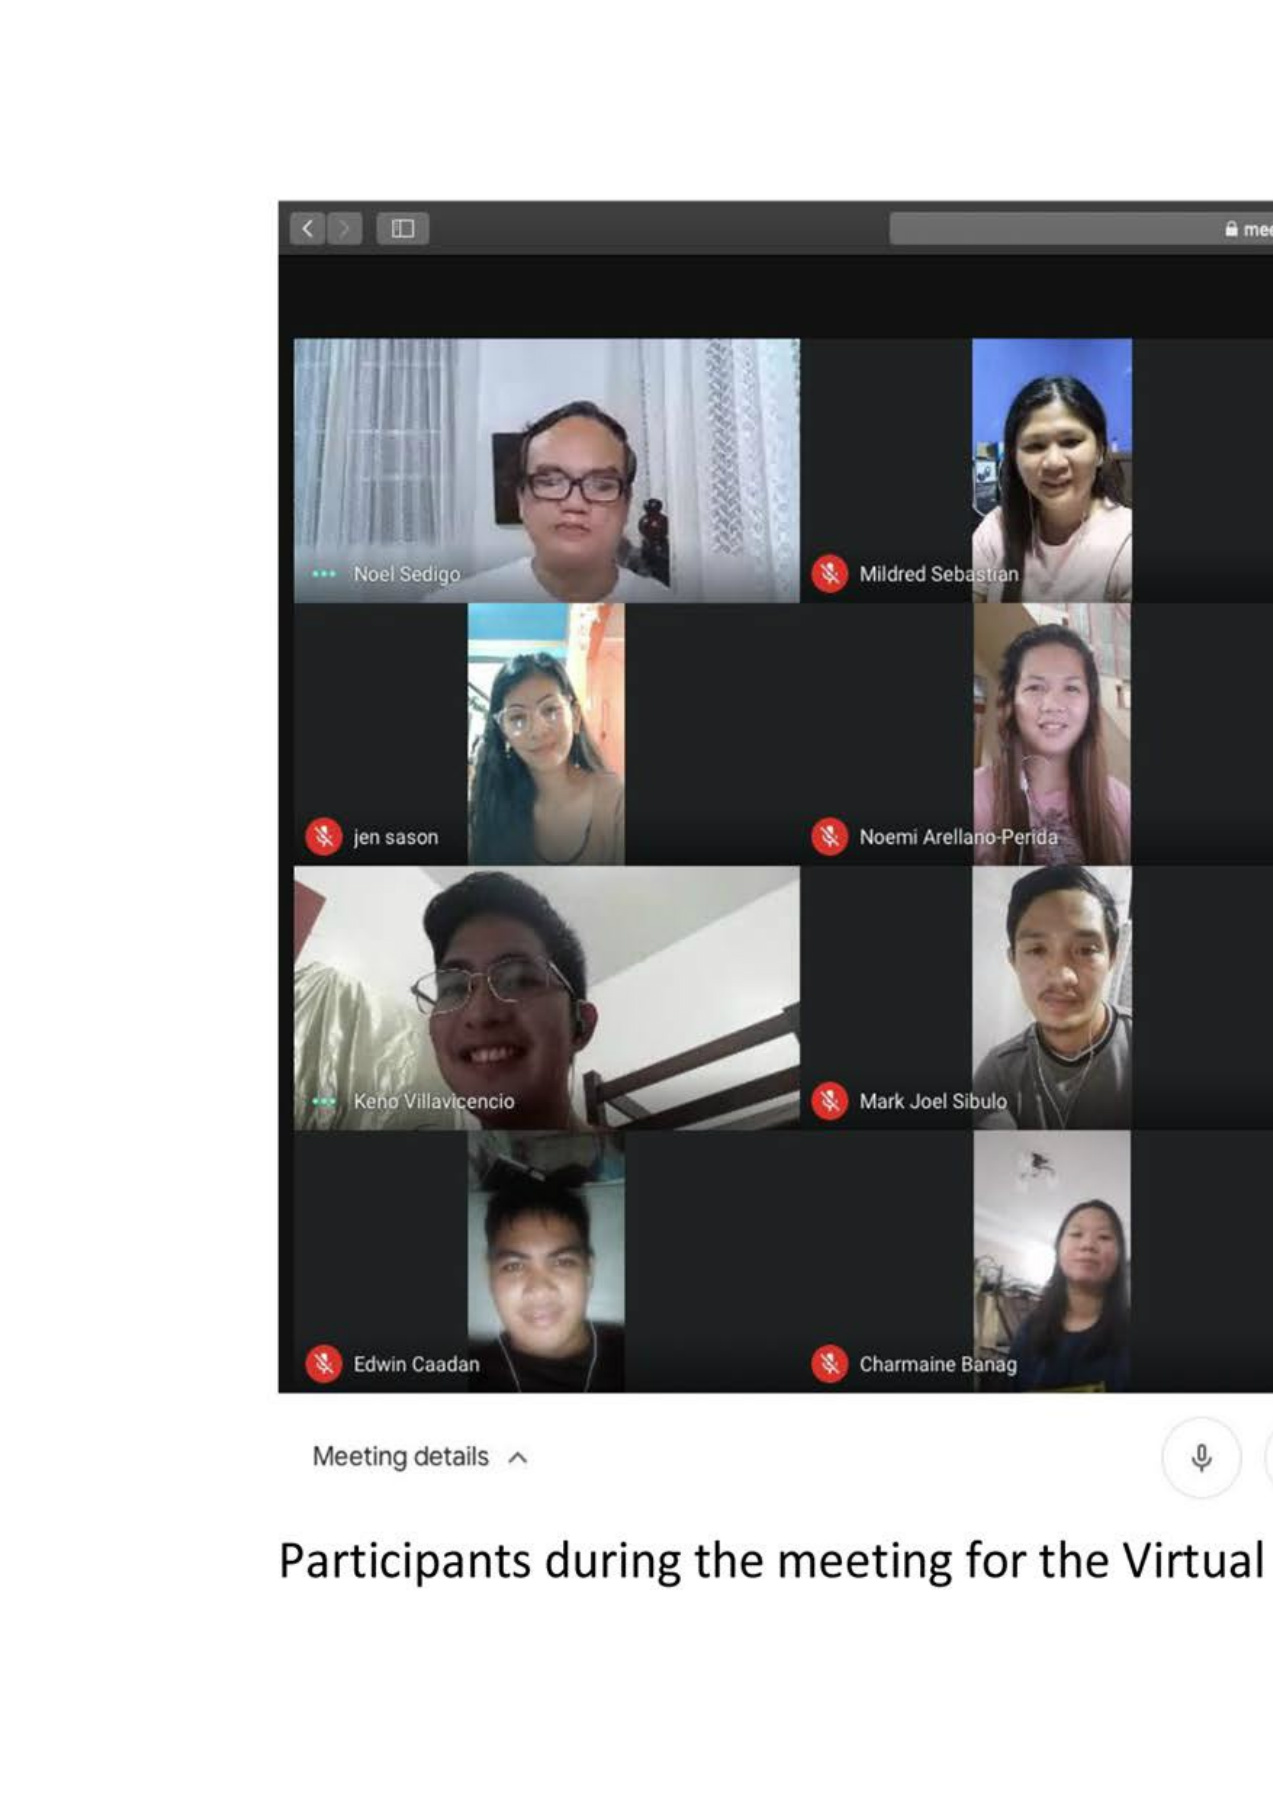 mee
Noel Sedigo
Mildred Sebastian
jen sason
Noemi Arellano-Perida
Keno Villavicencio
Mark Joel Sibulo
Edwin Caadan
Charmaine Banag
Meeting details
Participants during the meeting for the Virtual